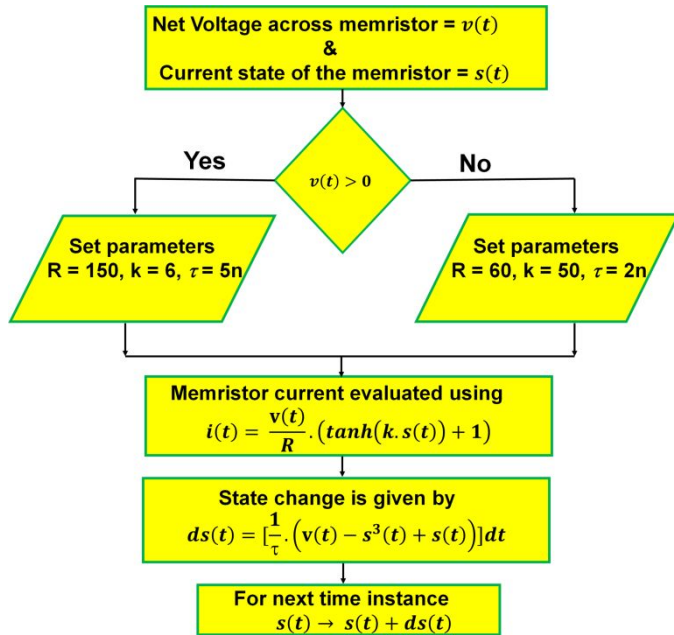 Net Voltage across memristor = v(t)
&
Current state of the memristor = s(t)
Yes
No
v(t) > 0
Set parameters
R = 150, k = 6, τ = 5n
Set parameters
R = 60, k = 50, τ = 2n
Memristor current evaluated using
i(t) = v(t)/R . (tanh(k.s(t)) + 1)
State change is given by
ds(t) = [1/τ . (v(t) − s³(t) + s(t))]dt
For next time instance
s(t) → s(t) + ds(t)